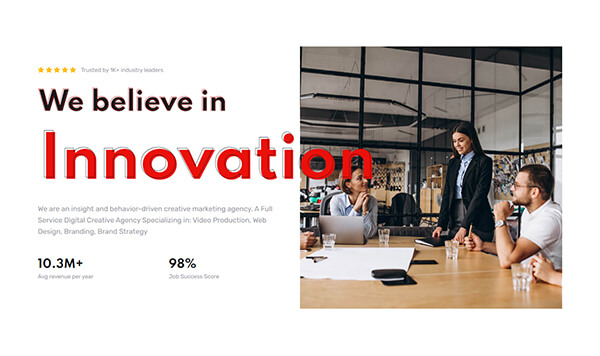 Trusted by 1K+ industry leaders
We believe in
Innovation
We are an insight and behavior-driven creative marketing agency, A Full
Service Digital Creative Agency Specializing in: Video Production, Web
Design, Branding, Brand Strategy
10.3M+ 98%
Avg revenue per year Job Success Score